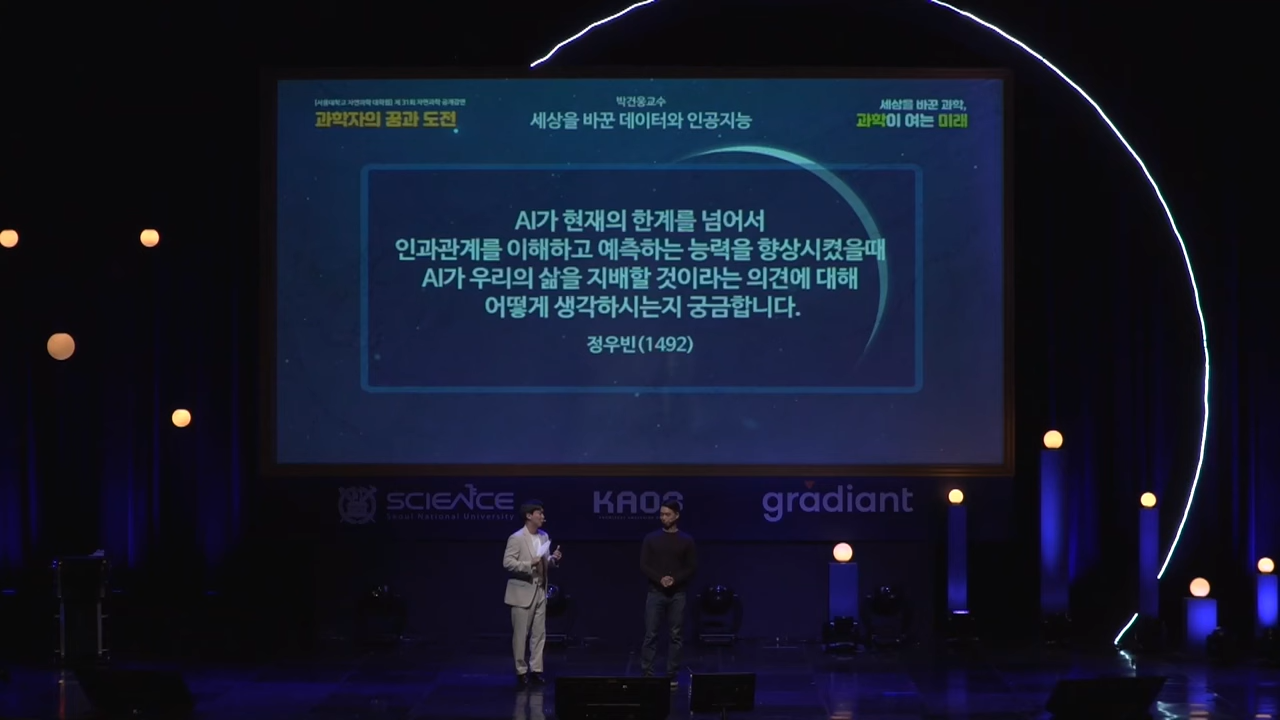 [서울대학교 자연과학 대학원] 제 31회 자연과학 공개강연
과학자의 꿈과 도전
박건웅교수
세상을 바꾼 데이터와 인공지능
세상을 바꾼 과학,
과학이 여는 미래
AI가 현재의 한계를 넘어서
인과관계를 이해하고 예측하는 능력을 향상시켰을때
AI가 우리의 삶을 지배할 것이라는 의견에 대해
어떻게 생각하시는지 궁금합니다.
정우빈(1492)
SCIENCE
Seoul National University
KAOS
gradiant